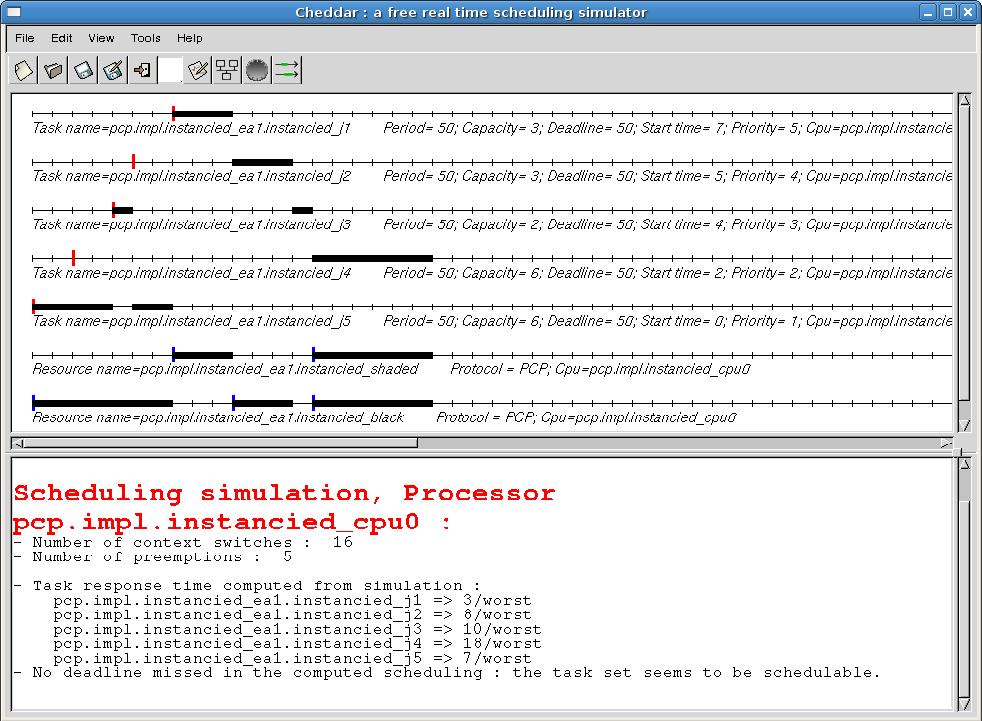 Cheddar : a free real time scheduling simulator
File Edit View Tools Help
Task name=pcp.impl.instancied_ea1.instancied_j1 Period= 50; Capacity= 3; Deadline= 50; Start time= 7; Priority= 5; Cpu=pcp.impl.instancie
Task name=pcp.impl.instancied_ea1.instancied_j2 Period= 50; Capacity= 3; Deadline= 50; Start time= 5; Priority= 4; Cpu=pcp.impl.instancie
Task name=pcp.impl.instancied_ea1.instancied_j3 Period= 50; Capacity= 2; Deadline= 50; Start time= 4; Priority= 3; Cpu=pcp.impl.instancie
Task name=pcp.impl.instancied_ea1.instancied_j4 Period= 50; Capacity= 6; Deadline= 50; Start time= 2; Priority= 2; Cpu=pcp.impl.instancie
Task name=pcp.impl.instancied_ea1.instancied_j5 Period= 50; Capacity= 6; Deadline= 50; Start time= 0; Priority= 1; Cpu=pcp.impl.instancie
Resource name=pcp.impl.instancied_ea1.instancied_shaded Protocol = PCP; Cpu=pcp.impl.instancied_cpu0
Resource name=pcp.impl.instancied_ea1.instancied_black Protocol = PCP; Cpu=pcp.impl.instancied_cpu0
Scheduling simulation, Processor
pcp.impl.instancied_cpu0 :
- Number of context switches : 16
- Number of preemptions : 5
- Task response time computed from simulation :
pcp.impl.instancied_ea1.instancied_j1 => 3/worst
pcp.impl.instancied_ea1.instancied_j2 => 8/worst
pcp.impl.instancied_ea1.instancied_j3 => 10/worst
pcp.impl.instancied_ea1.instancied_j4 => 18/worst
pcp.impl.instancied_ea1.instancied_j5 => 7/worst
- No deadline missed in the computed scheduling : the task set seems to be schedulable.